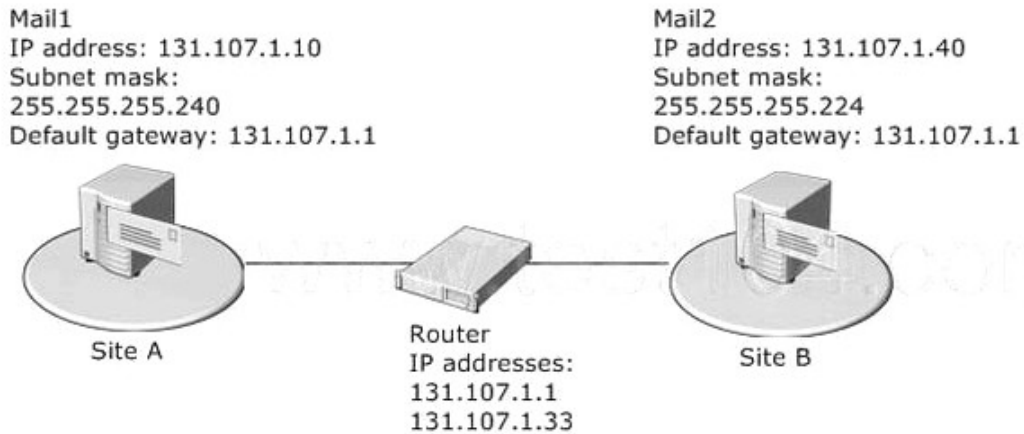 Mail1
IP address: 131.107.1.10
Subnet mask:
255.255.255.240
Default gateway: 131.107.1.1
Mail2
IP address: 131.107.1.40
Subnet mask:
255.255.255.224
Default gateway: 131.107.1.1
Site A
Router
IP addresses:
131.107.1.1
131.107.1.33
Site B